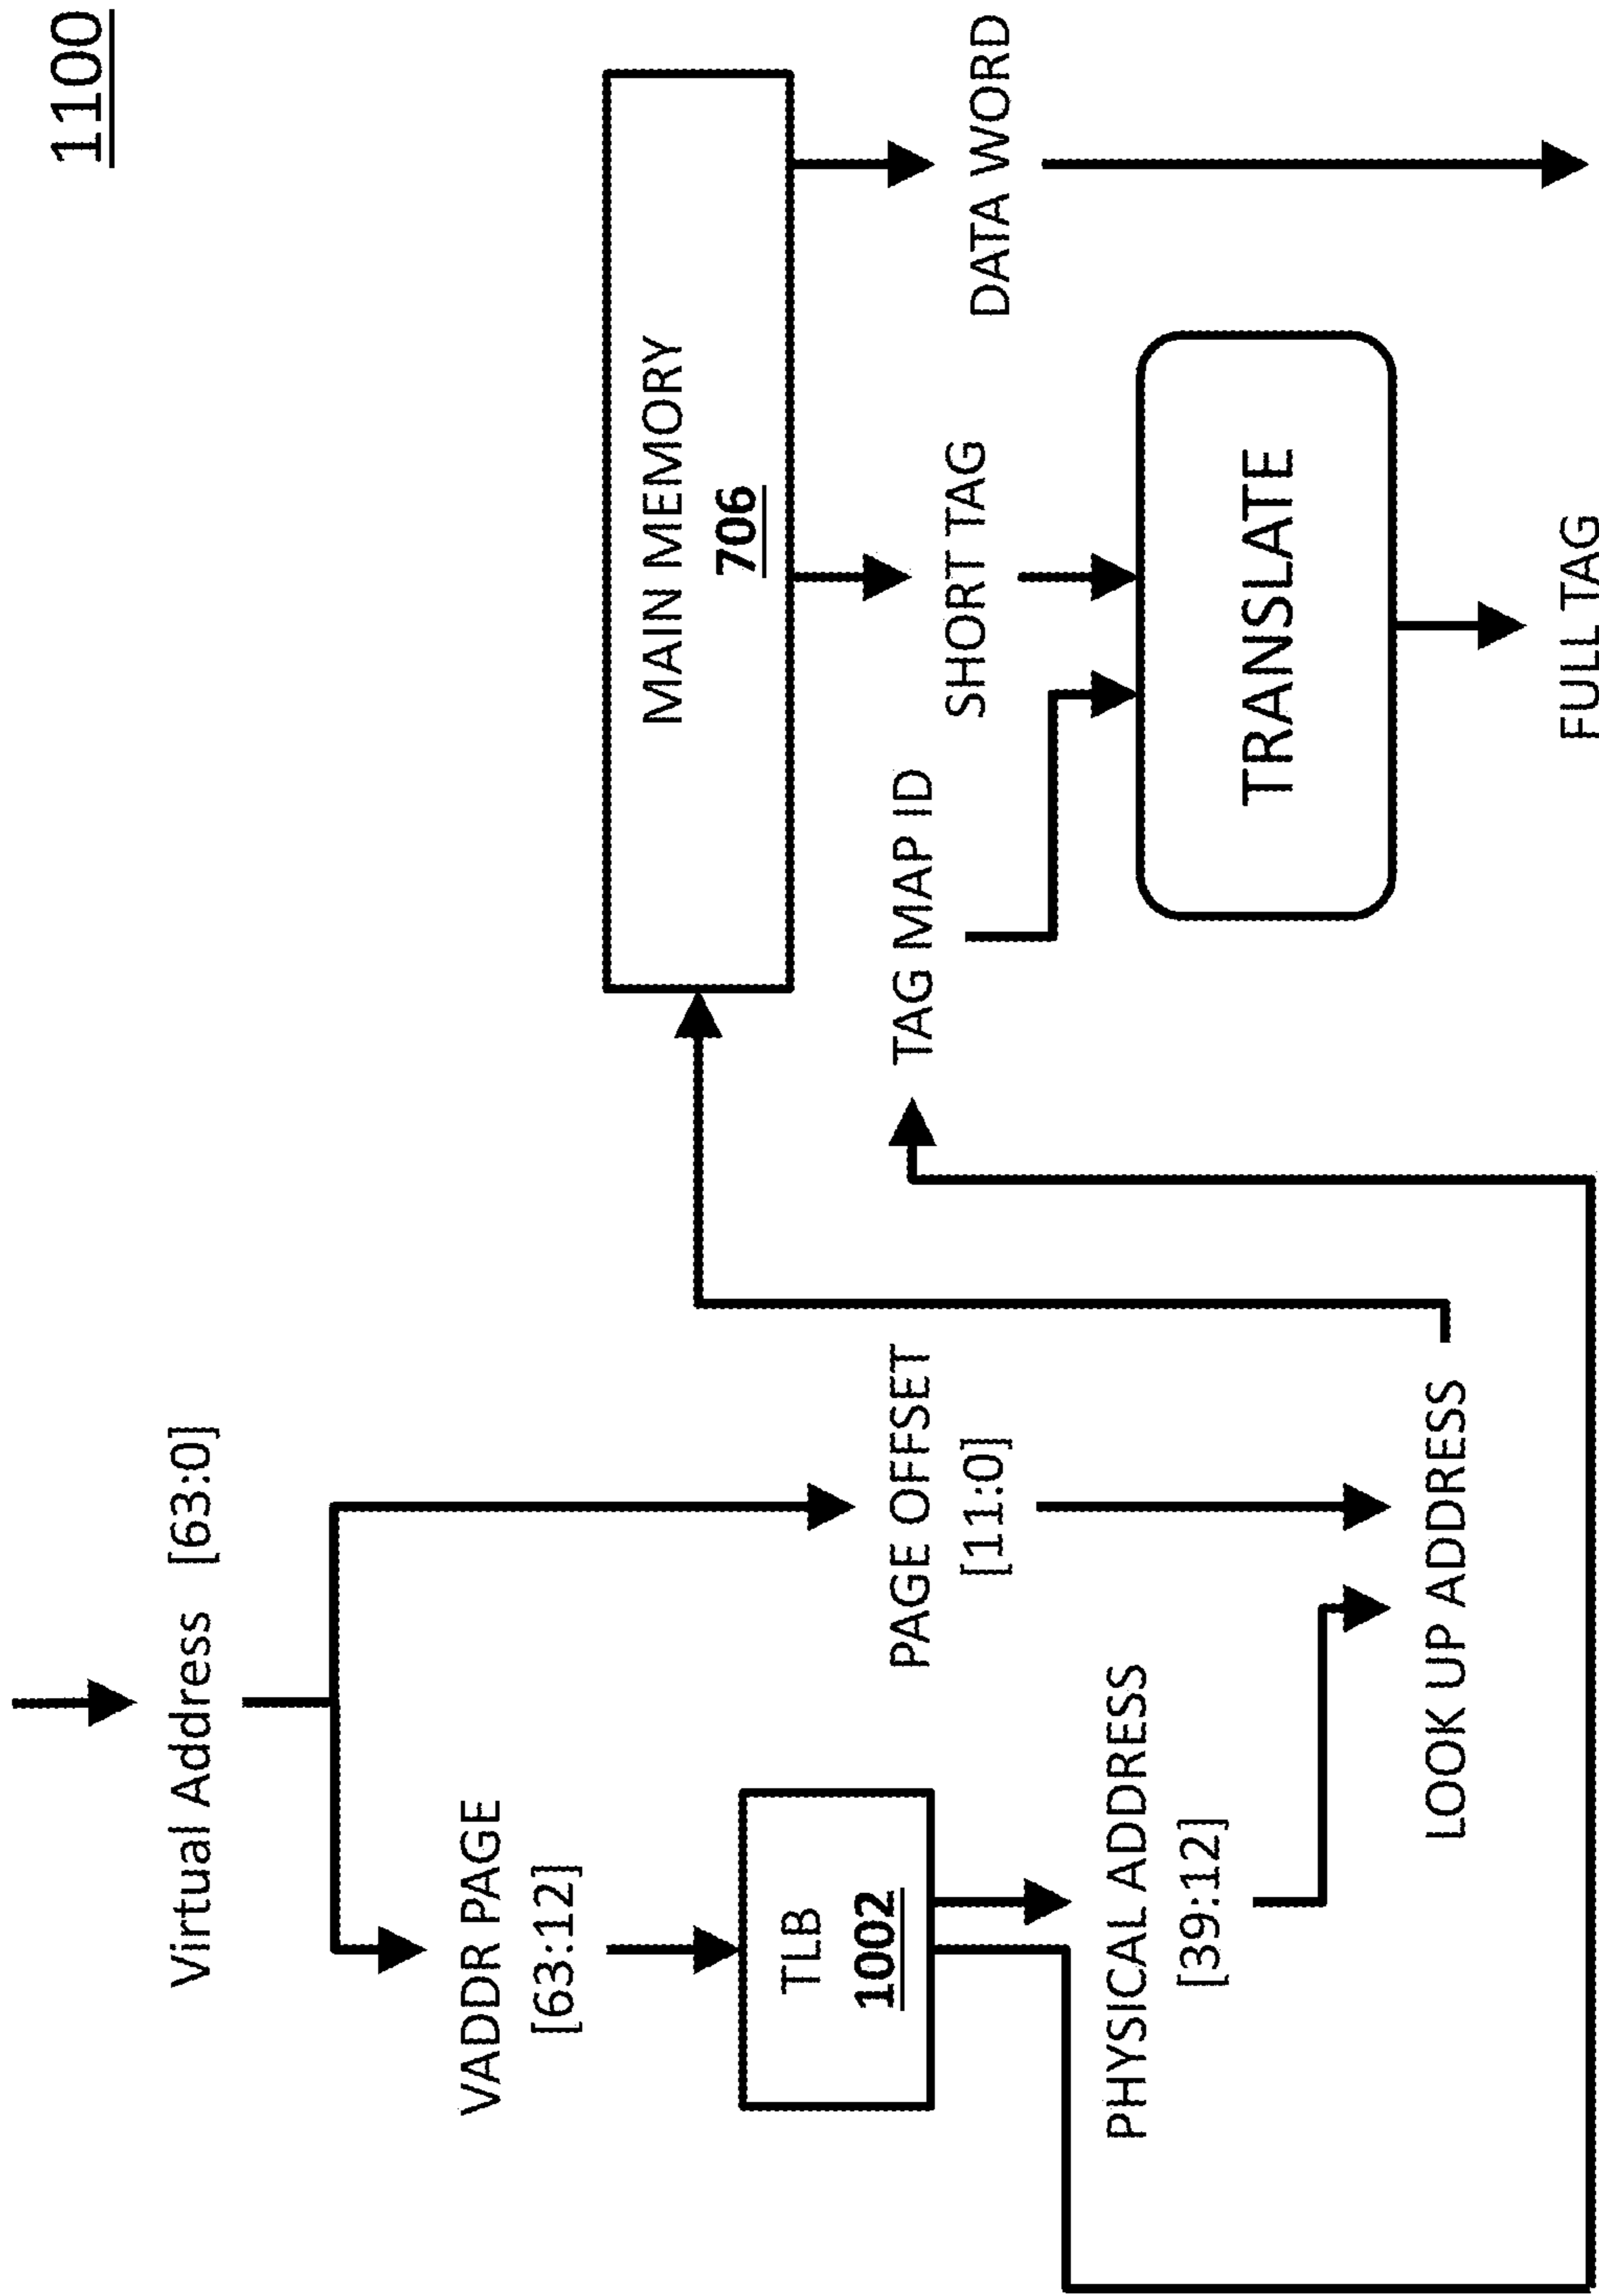 1100
Virtual Address [63:0]
VADDR PAGE
[63:12]
TLB
1002
PHYSICAL ADDRESS
[39:12]
PAGE OFFSET
[11:0]
LOOK UP ADDRESS
MAIN MEMORY
706
TAG MAP ID
SHORT TAG
DATA WORD
TRANSLATE
FULL TAG